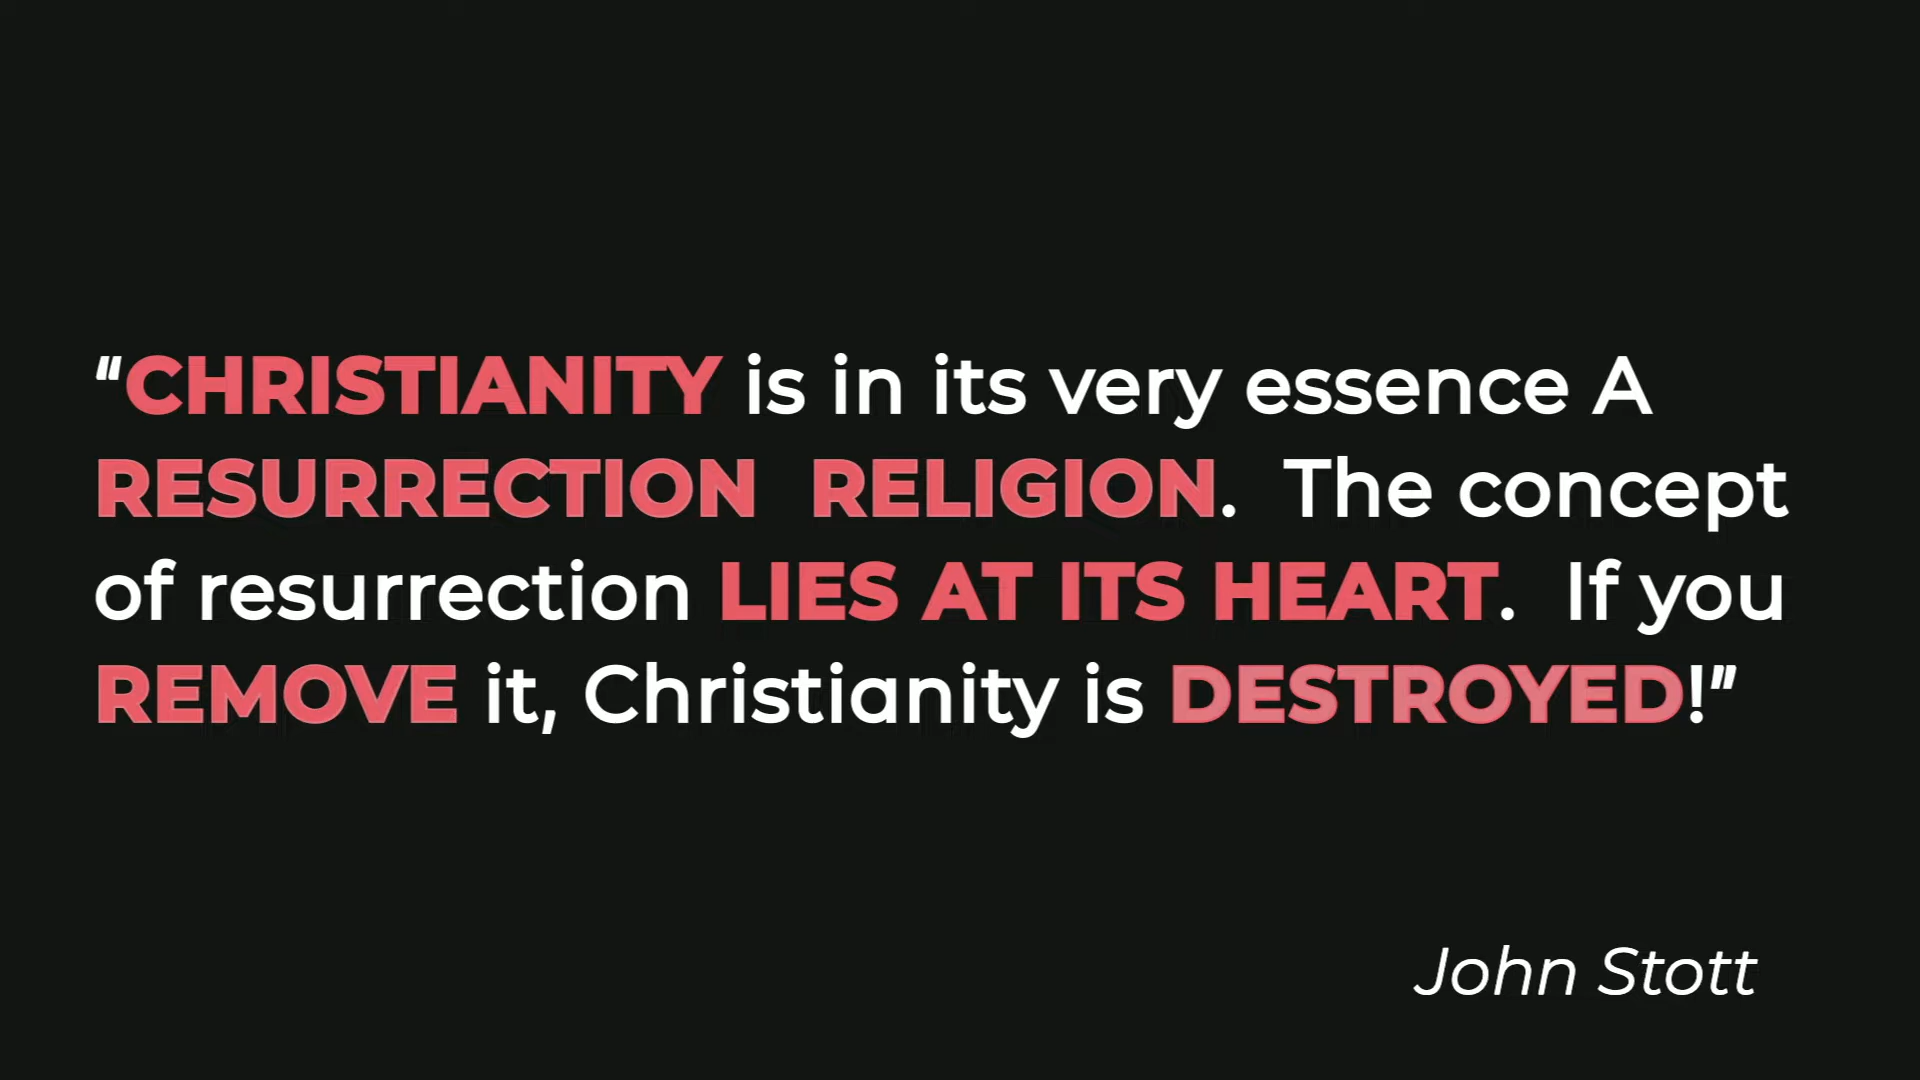 "CHRISTIANITY is in its very essence A
RESURRECTION  RELIGION.  The concept
of resurrection LIES AT ITS HEART.  If you
REMOVE it, Christianity is DESTROYED!"
John Stott